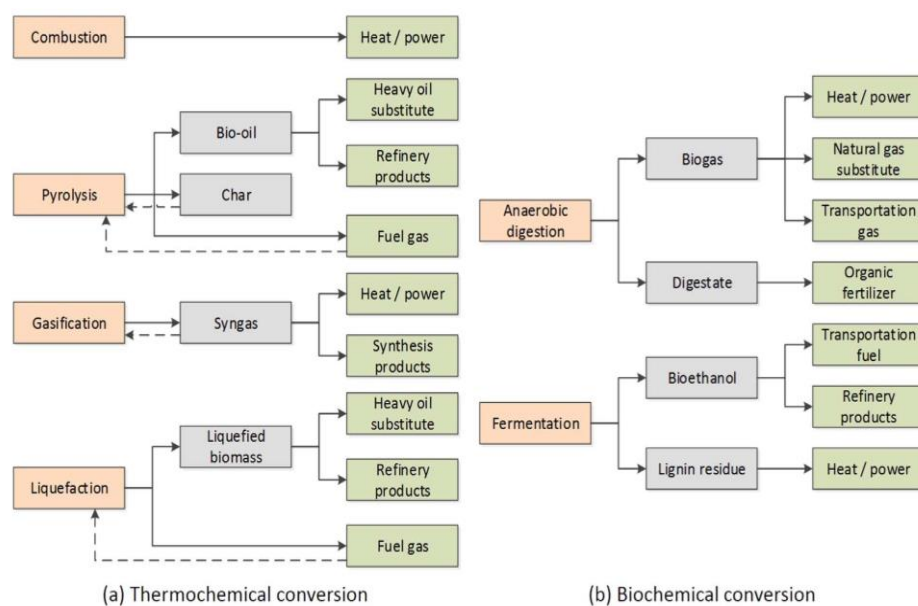 Combustion
Heat / power
Heavy oil
substitute
Bio-oil
Refinery
products
Pyrolysis
Char
Fuel gas
Gasification
Syngas
Heat / power
Synthesis
products
Heavy oil
substitute
Liquefied
biomass
Refinery
products
Liquefaction
Fuel gas
(a) Thermochemical conversion
Heat / power
Biogas
Natural gas
substitute
Anaerobic
digestion
Transportation
gas
Digestate
Organic
fertilizer
Transportation
fuel
Bioethanol
Refinery
products
Fermentation
Lignin residue
Heat / power
(b) Biochemical conversion